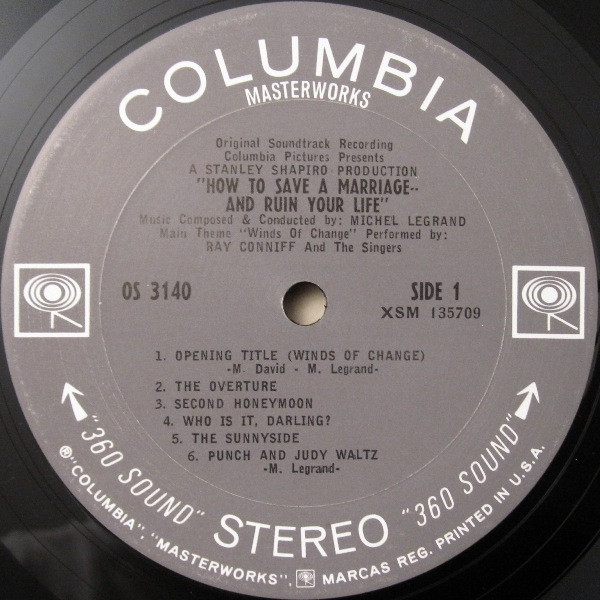 COLUMBIA
MASTERWORKS
Original Soundtrack Recording
Columbia Pictures Presents
A STANLEY SHAPIRO PRODUCTION
"HOW TO SAVE A MARRIAGE--
AND RUIN YOUR LIFE"
Music Composed & Conducted by: MICHEL LEGRAND
Main Theme "Winds Of Change" Performed by:
RAY CONNIFF And The Singers
OS 3140
SIDE 1
XSM 135709
1. OPENING TITLE (WINDS OF CHANGE)
-M. David - M. Legrand-
2. THE OVERTURE
3. SECOND HONEYMOON
4. WHO IS IT, DARLING?
5. THE SUNNYSIDE
6. PUNCH AND JUDY WALTZ
-M. Legrand-
"360 SOUND" STEREO "360 SOUND"
®"COLUMBIA", "MASTERWORKS", MARCAS REG. PRINTED IN U.S.A.